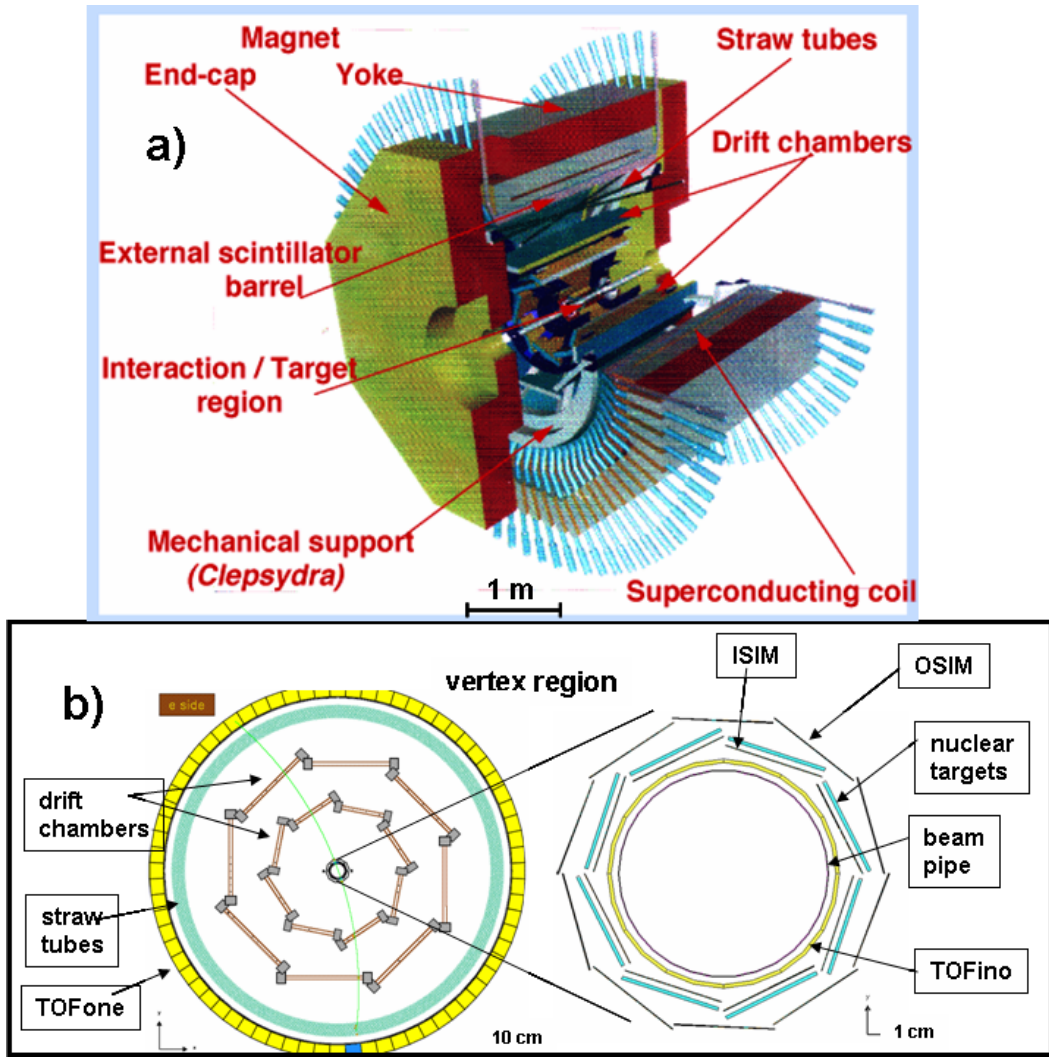 Magnet
Straw tubes
End-cap
Yoke
a)
Drift chambers
External scintillator
barrel
Interaction / Target
region
Mechanical support
(Clepsydra)
1 m
Superconducting coil
b)
e side
vertex region
ISIM
OSIM
nuclear
targets
drift
chambers
beam
pipe
straw
tubes
TOFino
TOFone
10 cm
1 cm
y
x
y